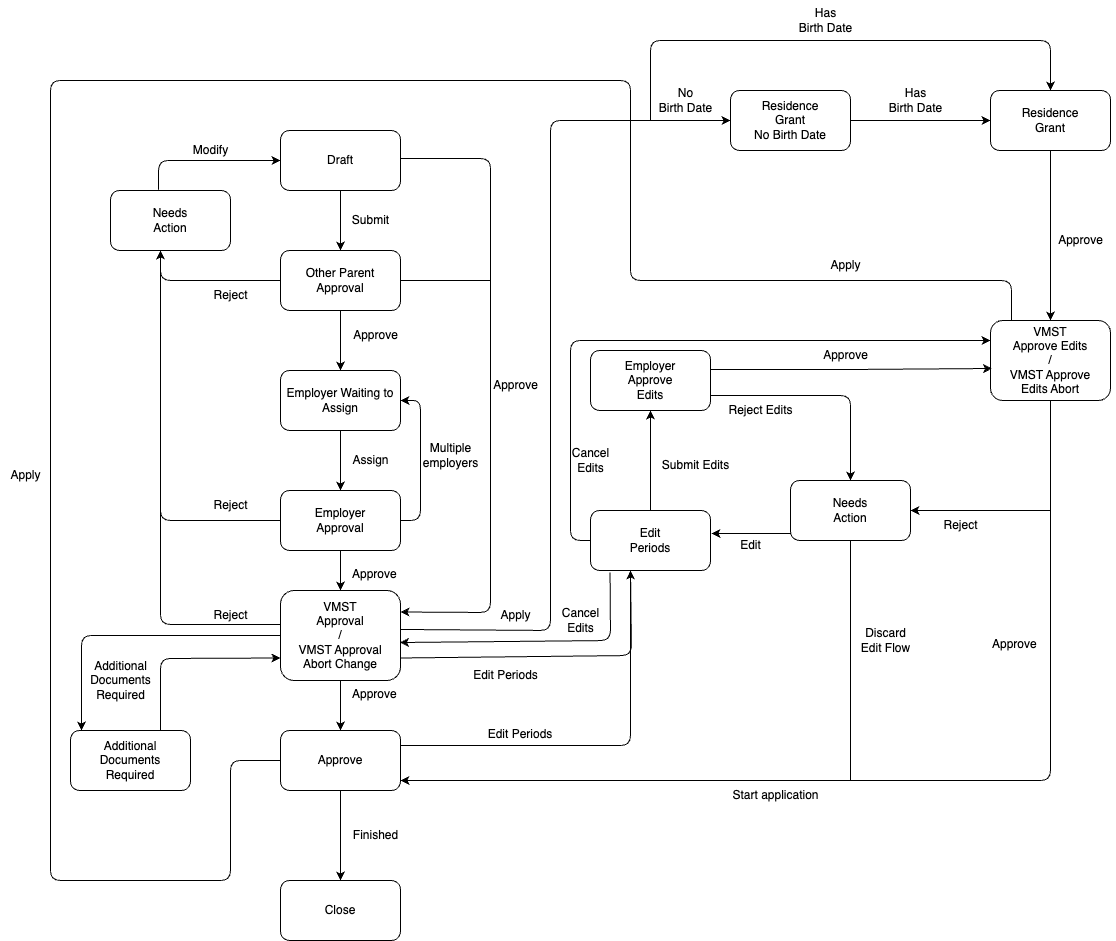 Has
Birth Date
No
Birth Date
Residence
Grant
No Birth Date
Has
Birth Date
Residence
Grant
Modify
Draft
Needs
Action
Submit
Approve
Other Parent
Approval
Reject
Apply
Approve
Employer Waiting to
Assign
Approve
Multiple
employers
Assign
Apply
Reject
Employer
Approval
Approve
VMST
Approve Edits
/
VMST Approve
Edits Abort
Approve
Employer
Approve
Edits
Reject Edits
Cancel
Edits
Submit Edits
Needs
Action
Reject
Edit
Periods
Edit
Reject
VMST
Approval
/
VMST Approval
Abort Change
Apply
Cancel
Edits
Discard
Edit Flow
Approve
Additional
Documents
Required
Edit Periods
Approve
Additional
Documents
Required
Approve
Edit Periods
Start application
Finished
Close